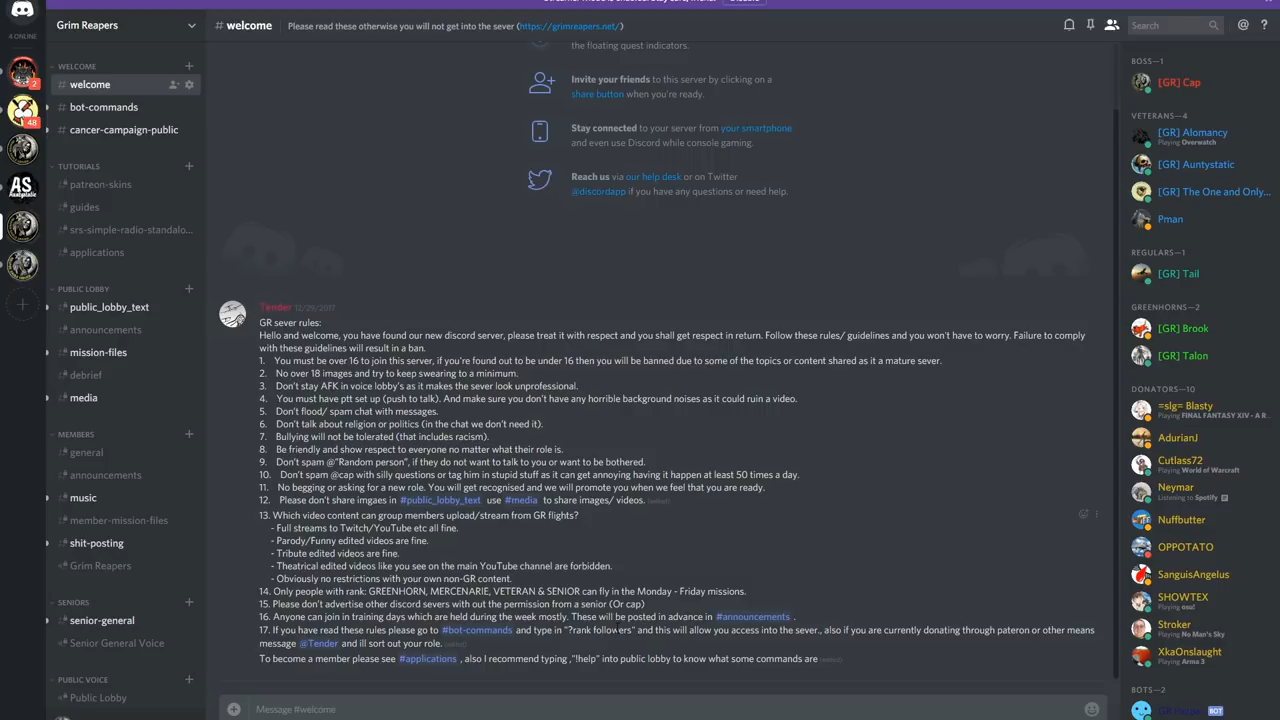 4 ONLINE
Grim Reapers
# welcome
Please read these otherwise you will not get into the sever (https://grimreapers.net/)
Search
2
48
AS
WELCOME
welcome
bot-commands
cancer-campaign-public
TUTORIALS
patreon-skins
guides
srs-simple-radio-standalo...
applications
PUBLIC LOBBY
public_lobby_text
announcements
mission-files
debrief
media
MEMBERS
general
announcements
music
member-mission-files
shit-posting
Grim Reapers
SENIORS
senior-general
Senior General Voice
PUBLIC VOICE
Public Lobby
the floating quest indicators.
Invite your friends to this server by clicking on a
share button when you're ready.
Stay connected to your server from your smartphone
and even use Discord while console gaming.
Reach us via our help desk or on Twitter
@discordapp if you have any questions or need help.
Tender 12/29/2017
GR sever rules:
Hello and welcome, you have found our new discord server, please treat it with respect and you shall get respect in return. Follow these rules/ guidelines and you won't have to worry. Failure to comply
with these guidelines will result in a ban.
1. You must be over 16 to join this server, if you're found out to be under 16 then you will be banned due to some of the topics or content shared as it a mature sever.
2. No over 18 images and try to keep swearing to a minimum.
3. Don't stay AFK in voice lobby's as it makes the sever look unprofessional.
4. You must have ptt set up (push to talk). And make sure you don't have any horrible background noises as it could ruin a video.
5. Don't flood/ spam chat with messages.
6. Don't talk about religion or politics (in the chat we don't need it).
7. Bullying will not be tolerated (that includes racism).
8. Be friendly and show respect to everyone no matter what their role is.
9. Don't spam @"Random person", if they do not want to talk to you or want to be bothered.
10. Don't spam @cap with silly questions or tag him in stupid stuff as it can get annoying having it happen at least 50 times a day.
11. No begging or asking for a new role. You will get recognised and we will promote you when we feel that you are ready.
12. Please don't share imgaes in #public_lobby_text use #media to share images/ videos. (edited)
13. Which video content can group members upload/stream from GR flights?
- Full streams to Twitch/YouTube etc all fine.
- Parody/Funny edited videos are fine.
- Tribute edited videos are fine.
- Theatrical edited videos like you see on the main YouTube channel are forbidden.
- Obviously no restrictions with your own non-GR content.
14. Only people with rank: GREENHORN, MERCENARIE, VETERAN & SENIOR can fly in the Monday - Friday missions.
15. Please don't advertise other discord severs with out the permission from a senior (Or cap)
16. Anyone can join in training days which are held during the week mostly. These will be posted in advance in #announcements .
17. If you have read these rules please go to #bot-commands and type in "?rank followers" and this will allow you access into the sever., also if you are currently donating through patreon or other means
message @Tender and ill sort out your role. (edited)
To become a member please see #applications , also I recommend typing ,"!help" into public lobby to know what some commands are (edited)
Message #welcome
BOSS—1
[GR] Cap
VETERANS—4
[GR] Alomancy
Playing Overwatch
[GR] Auntystatic
[GR] The One and Only...
Pman
REGULARS—1
[GR] Tail
GREENHORNS—2
[GR] Brook
[GR] Talon
DONATORS—10
=slg= Blasty
Playing FINAL FANTASY XIV - A R...
AdurianJ
Cutlass72
Playing World of Warcraft
Neymar
Listening to Spotify
Nuffbutter
OPPOTATO
SanguisAngelus
SHOWTEX
Playing osu!
Stroker
Playing No Man's Sky
XkaOnslaught
Playing Arma 3
BOTS—2
BOT